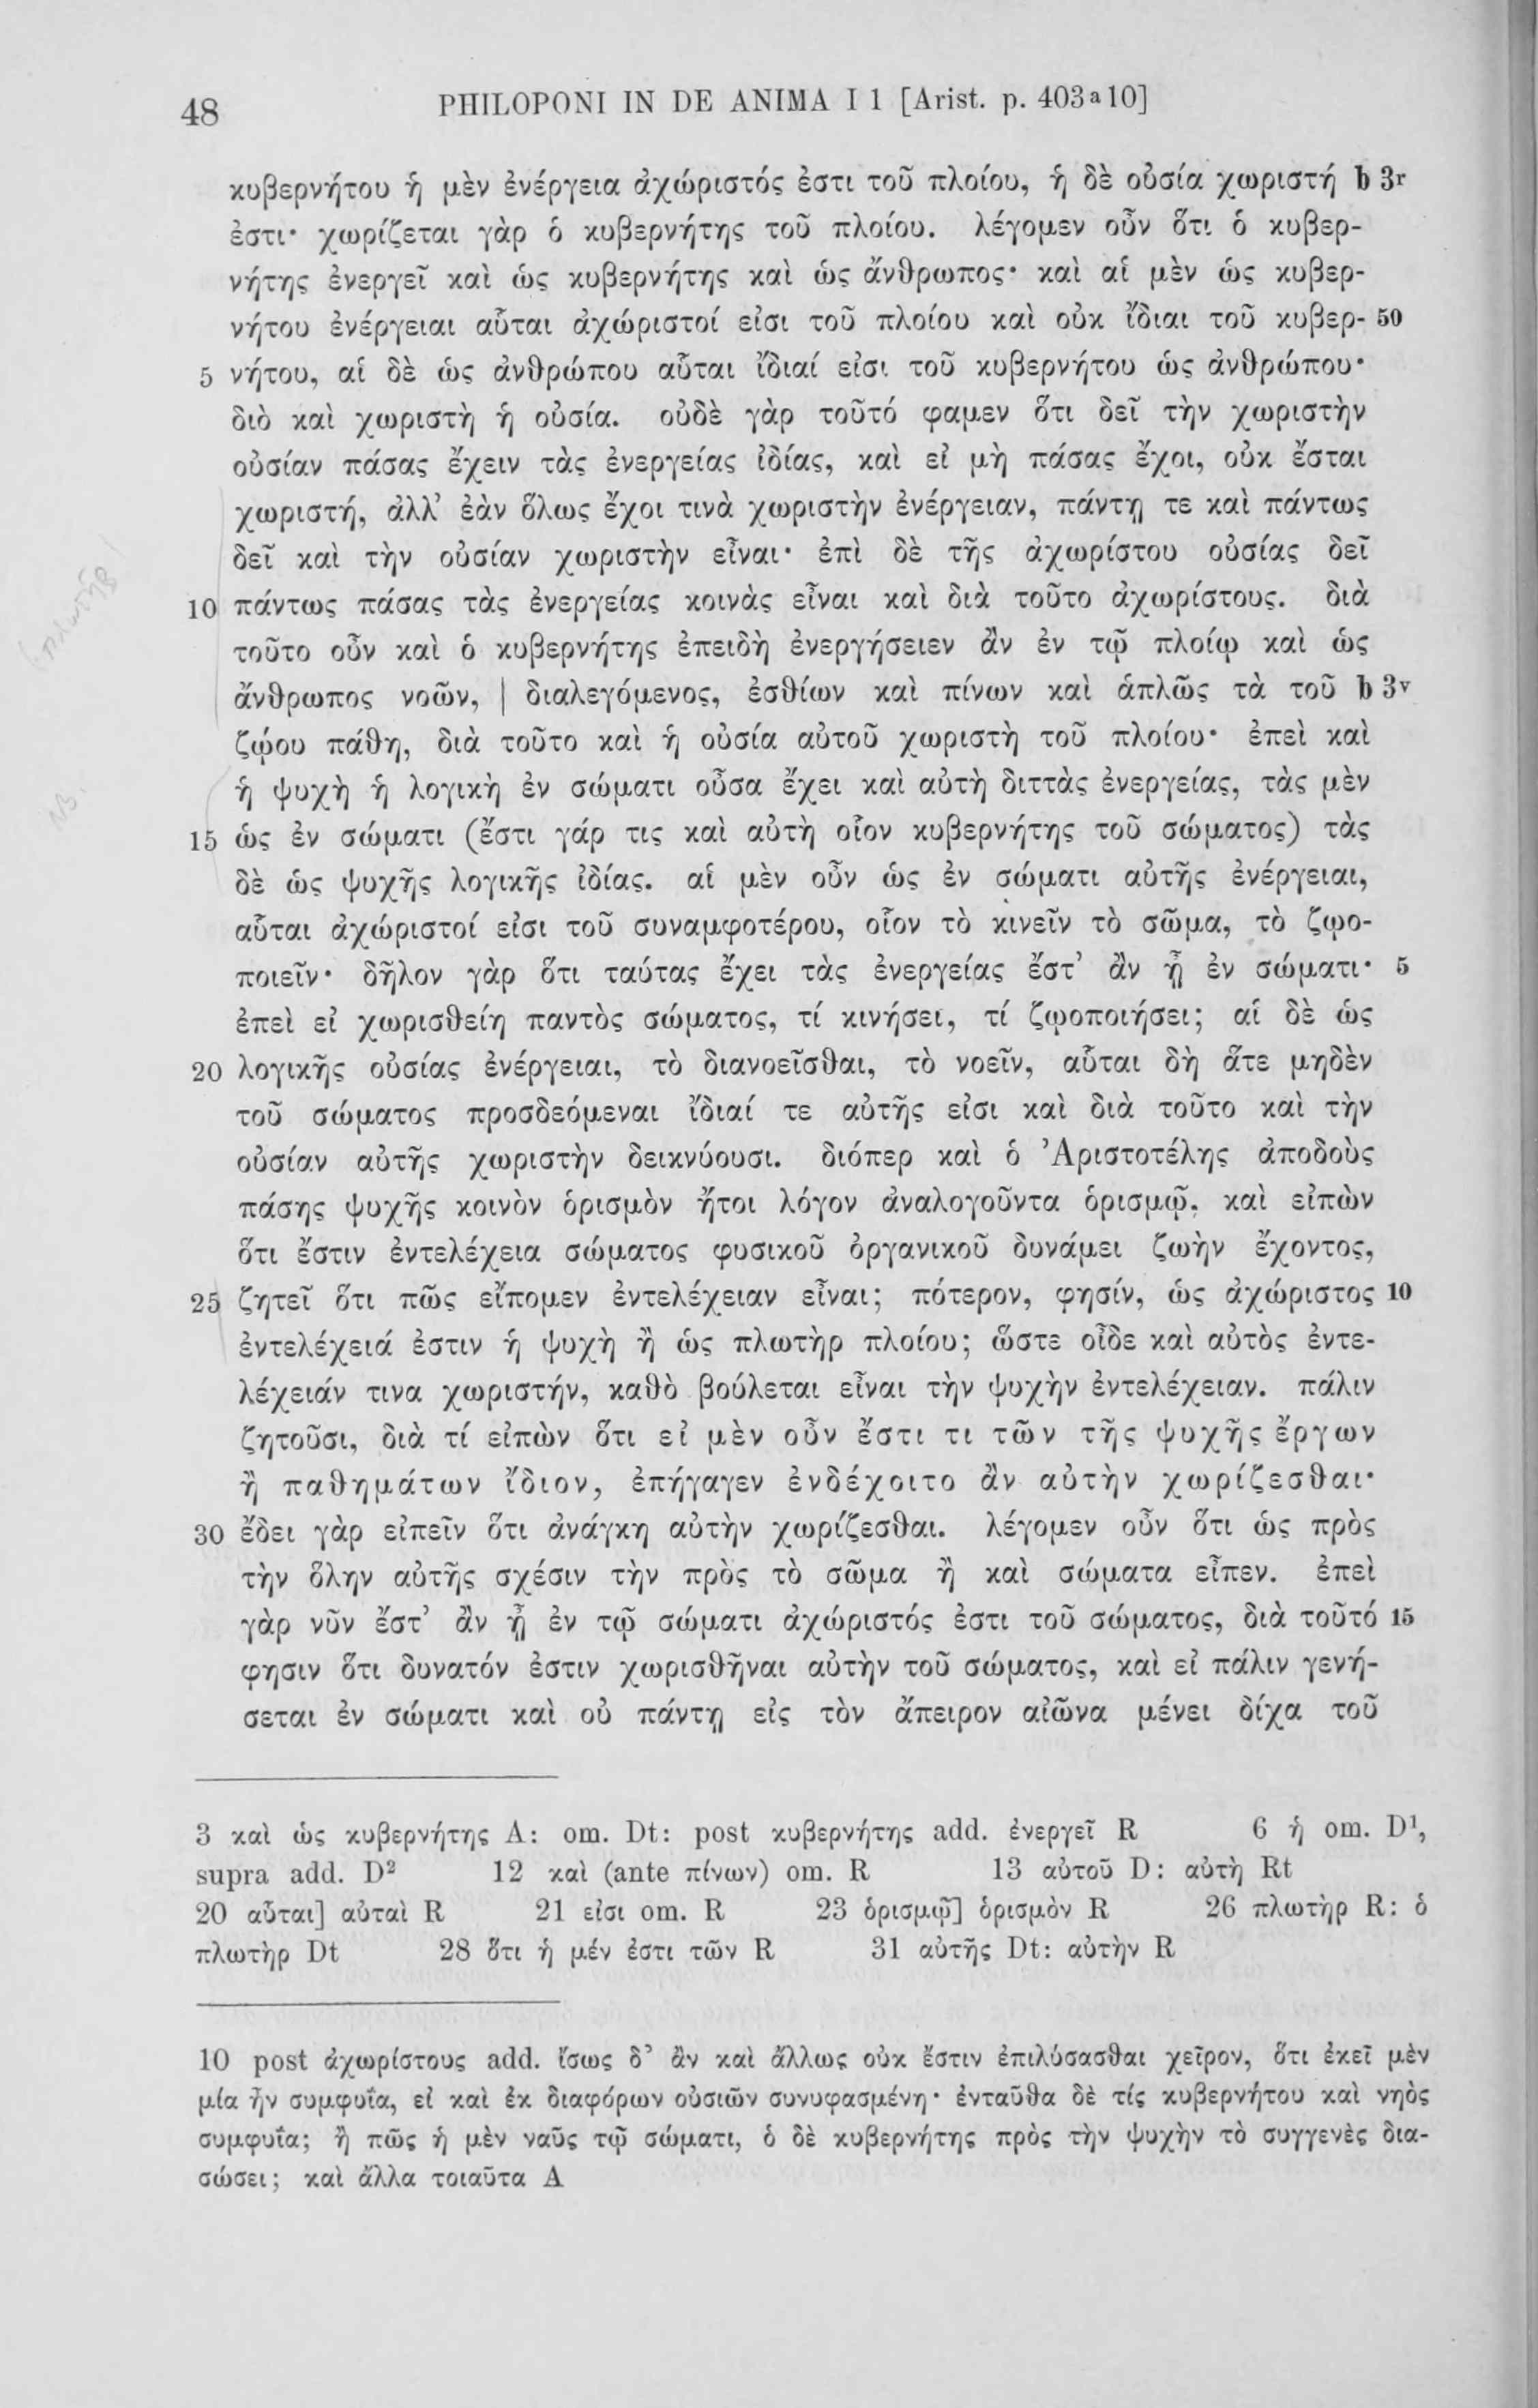 48 PHILOPONI IN DE ANIMA I 1 [Arist. p. 403a10]
κυβερνήτου ἡ μὲν ἐνέργεια ἀχώριστός ἐστι τοῦ πλοίου, ἡ δὲ οὐσία χωριστή b 3r
ἐστι· χωρίζεται γὰρ ὁ κυβερνήτης τοῦ πλοίου. λέγομεν οὖν ὅτι ὁ κυβερ-
νήτης ἐνεργεῖ καὶ ὡς κυβερνήτης καὶ ὡς ἄνθρωπος· καὶ αἱ μὲν ὡς κυβερ-
νήτου ἐνέργειαι αὗται ἀχώριστοί εἰσι τοῦ πλοίου καὶ οὐκ ἴδιαι τοῦ κυβερ- 50
5 νήτου, αἱ δὲ ὡς ἀνθρώπου αὗται ἴδιαί εἰσι τοῦ κυβερνήτου ὡς ἀνθρώπου·
διὸ καὶ χωριστὴ ἡ οὐσία. οὐδὲ γὰρ τοῦτό φαμεν ὅτι δεῖ τὴν χωριστὴν
οὐσίαν πάσας ἔχειν τὰς ἐνεργείας ἰδίας, καὶ εἰ μὴ πάσας ἔχοι, οὐκ ἔσται
χωριστή, ἀλλ’ ἐὰν ὅλως ἔχοι τινὰ χωριστὴν ἐνέργειαν, πάντῃ τε καὶ πάντως
δεῖ καὶ τὴν οὐσίαν χωριστὴν εἶναι· ἐπὶ δὲ τῆς ἀχωρίστου οὐσίας δεῖ
10 πάντως πάσας τὰς ἐνεργείας κοινὰς εἶναι καὶ διὰ τοῦτο ἀχωρίστους. διὰ
τοῦτο οὖν καὶ ὁ κυβερνήτης ἐπειδὴ ἐνεργήσειεν ἂν ἐν τῷ πλοίῳ καὶ ὡς
ἄνθρωπος νοῶν, | διαλεγόμενος, ἐσθίων καὶ πίνων καὶ ἁπλῶς τὰ τοῦ b 3v
ζῴου πάθη, διὰ τοῦτο καὶ ἡ οὐσία αὐτοῦ χωριστὴ τοῦ πλοίου· ἐπεὶ καὶ
ἡ ψυχὴ ἡ λογικὴ ἐν σώματι οὖσα ἔχει καὶ αὐτὴ διττὰς ἐνεργείας, τὰς μὲν
15 ὡς ἐν σώματι (ἔστι γάρ τις καὶ αὐτὴ οἷον κυβερνήτης τοῦ σώματος) τὰς
δὲ ὡς ψυχῆς λογικῆς ἰδίας. αἱ μὲν οὖν ὡς ἐν σώματι αὐτῆς ἐνέργειαι,
αὗται ἀχώριστοί εἰσι τοῦ συναμφοτέρου, οἷον τὸ κινεῖν τὸ σῶμα, τὸ ζῳο-
ποιεῖν· δῆλον γὰρ ὅτι ταύτας ἔχει τὰς ἐνεργείας ἔστ’ ἂν ᾖ ἐν σώματι· 5
ἐπεὶ εἰ χωρισθείη παντὸς σώματος, τί κινήσει, τί ζῳοποιήσει; αἱ δὲ ὡς
20 λογικῆς οὐσίας ἐνέργειαι, τὸ διανοεῖσθαι, τὸ νοεῖν, αὗται δὴ ἅτε μηδὲν
τοῦ σώματος προσδεόμεναι ἴδιαί τε αὐτῆς εἰσι καὶ διὰ τοῦτο καὶ τὴν
οὐσίαν αὐτῆς χωριστὴν δεικνύουσι. διόπερ καὶ ὁ Ἀριστοτέλης ἀποδοὺς
πάσης ψυχῆς κοινὸν ὁρισμὸν ἤτοι λόγον ἀναλογοῦντα ὁρισμῷ, καὶ εἰπὼν
ὅτι ἔστιν ἐντελέχεια σώματος φυσικοῦ ὀργανικοῦ δυνάμει ζωὴν ἔχοντος,
25 ζητεῖ ὅτι πῶς εἴπομεν ἐντελέχειαν εἶναι; πότερον, φησίν, ὡς ἀχώριστος 10
ἐντελέχειά ἐστιν ἡ ψυχὴ ἢ ὡς πλωτὴρ πλοίου; ὥστε οἶδε καὶ αὐτὸς ἐντε-
λέχειάν τινα χωριστήν, καθὸ βούλεται εἶναι τὴν ψυχὴν ἐντελέχειαν. πάλιν
ζητοῦσι, διὰ τί εἰπὼν ὅτι εἰ μὲν οὖν ἔστι τι τῶν τῆς ψυχῆς ἔργων
ἢ παθημάτων ἴδιον, ἐπήγαγεν ἐνδέχοιτο ἂν αὐτὴν χωρίζεσθαι·
30 ἔδει γὰρ εἰπεῖν ὅτι ἀνάγκη αὐτὴν χωρίζεσθαι. λέγομεν οὖν ὅτι ὡς πρὸς
τὴν ὅλην αὐτῆς σχέσιν τὴν πρὸς τὸ σῶμα ἢ καὶ σώματα εἶπεν. ἐπεὶ
γὰρ νῦν ἔστ’ ἂν ᾖ ἐν τῷ σώματι ἀχώριστός ἐστι τοῦ σώματος, διὰ τοῦτό 15
φησιν ὅτι δυνατόν ἐστιν χωρισθῆναι αὐτὴν τοῦ σώματος, καὶ εἰ πάλιν γενή-
σεται ἐν σώματι καὶ οὐ πάντῃ εἰς τὸν ἄπειρον αἰῶνα μένει δίχα τοῦ
3 καὶ ὡς κυβερνήτης A: om. Dt: post κυβερνήτης add. ἐνεργεῖ R 6 ἡ om. D¹,
supra add. D² 12 καὶ (ante πίνων) om. R 13 αὐτοῦ D: αὐτὴ Rt
20 αὗται] αὐταὶ R 21 εἰσι om. R 23 ὁρισμῷ] ὁρισμὸν R 26 πλωτὴρ R: ὁ
πλωτὴρ Dt 28 ὅτι ἡ μέν ἐστι τῶν R 31 αὐτῆς Dt: αὐτὴν R
10 post ἀχωρίστους add. ἴσως δ’ ἂν καὶ ἄλλως οὐκ ἔστιν ἐπιλύσασθαι χεῖρον, ὅτι ἐκεῖ μὲν
μία ἦν συμφυΐα, εἰ καὶ ἐκ διαφόρων οὐσιῶν συνυφασμένη· ἐνταῦθα δὲ τίς κυβερνήτου καὶ νηὸς
συμφυΐα; ἢ πῶς ἡ μὲν ναῦς τῷ σώματι, ὁ δὲ κυβερνήτης πρὸς τὴν ψυχὴν τὸ συγγενὲς δια-
σώσει; καὶ ἄλλα τοιαῦτα A
πλωτήρ
NB.